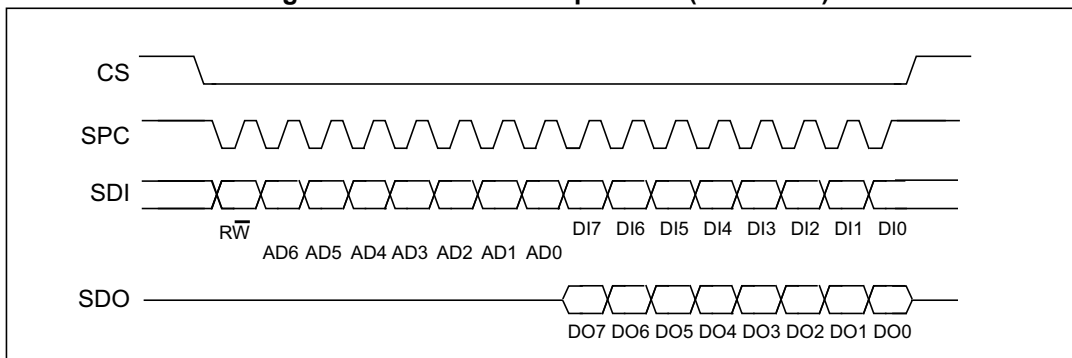 CS
SPC
SDI
RW̅
DI7 DI6 DI5 DI4 DI3 DI2 DI1 DI0
AD6 AD5 AD4 AD3 AD2 AD1 AD0
SDO
DO7 DO6 DO5 DO4 DO3 DO2 DO1 DO0